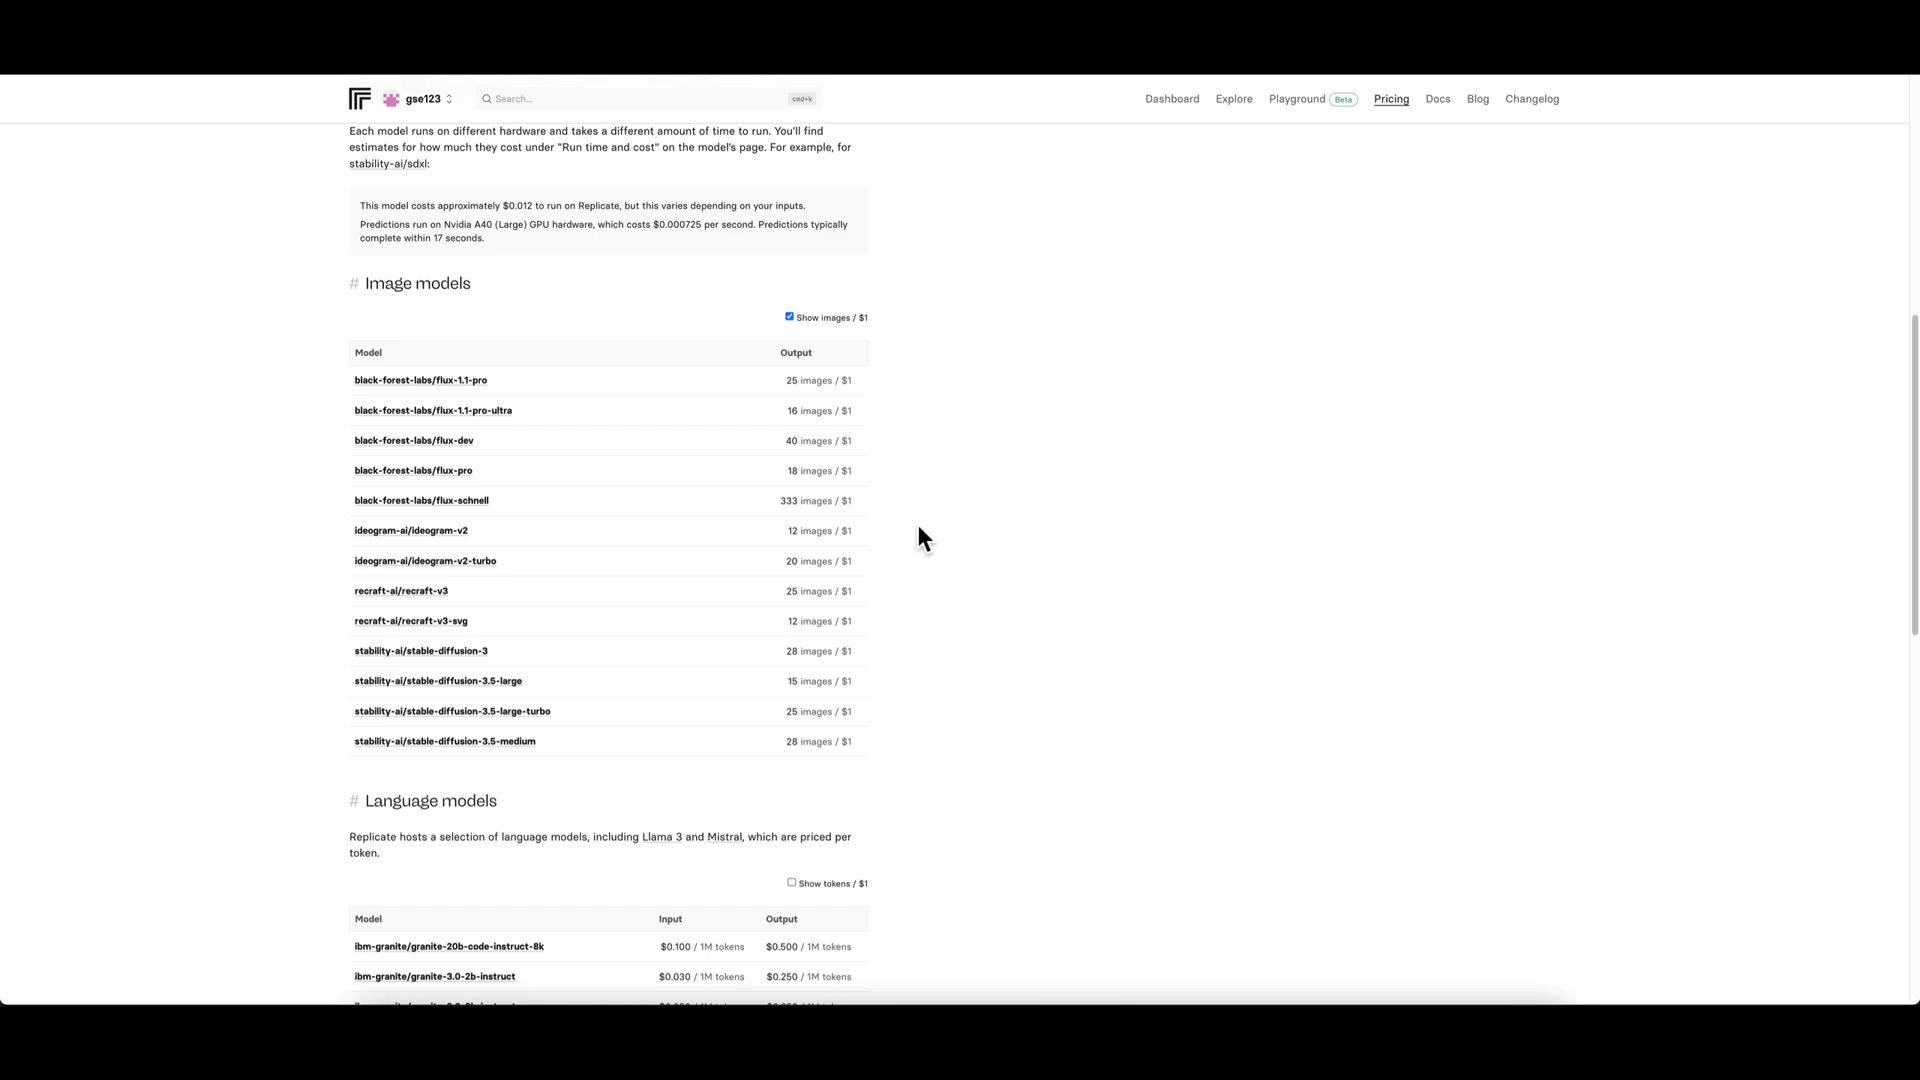 gse123
Search...
cmd+k
Dashboard
Explore
Playground Beta
Pricing
Docs
Blog
Changelog
Each model runs on different hardware and takes a different amount of time to run. You'll find
estimates for how much they cost under "Run time and cost" on the model's page. For example, for
stability-ai/sdxl:
This model costs approximately $0.012 to run on Replicate, but this varies depending on your inputs.
Predictions run on Nvidia A40 (Large) GPU hardware, which costs $0.000725 per second. Predictions typically
complete within 17 seconds.
# Image models
Show images / $1
Model Output
black-forest-labs/flux-1.1-pro 25 images / $1
black-forest-labs/flux-1.1-pro-ultra 16 images / $1
black-forest-labs/flux-dev 40 images / $1
black-forest-labs/flux-pro 18 images / $1
black-forest-labs/flux-schnell 333 images / $1
ideogram-ai/ideogram-v2 12 images / $1
ideogram-ai/ideogram-v2-turbo 20 images / $1
recraft-ai/recraft-v3 25 images / $1
recraft-ai/recraft-v3-svg 12 images / $1
stability-ai/stable-diffusion-3 28 images / $1
stability-ai/stable-diffusion-3.5-large 15 images / $1
stability-ai/stable-diffusion-3.5-large-turbo 25 images / $1
stability-ai/stable-diffusion-3.5-medium 28 images / $1
# Language models
Replicate hosts a selection of language models, including Llama 3 and Mistral, which are priced per
token.
Show tokens / $1
Model Input Output
ibm-granite/granite-20b-code-instruct-8k $0.100 / 1M tokens $0.500 / 1M tokens
ibm-granite/granite-3.0-2b-instruct $0.030 / 1M tokens $0.250 / 1M tokens